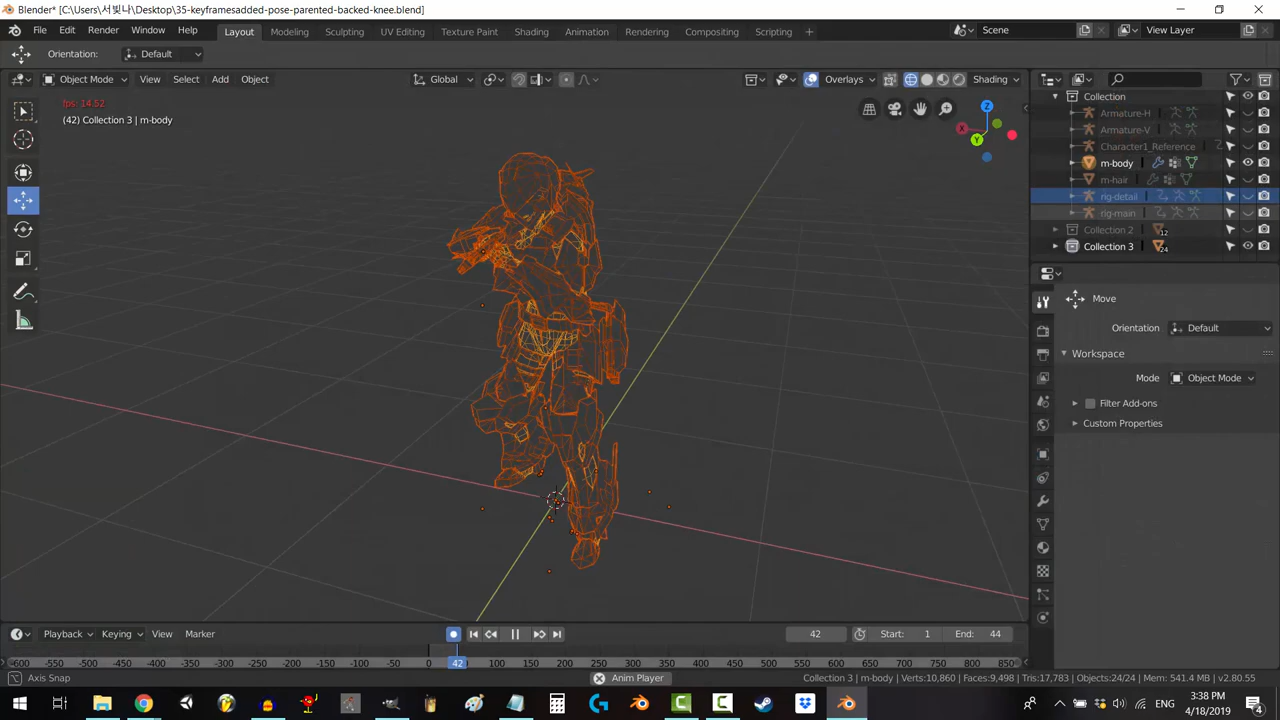 Blender* [C:\Users\서빛나\Desktop\35-keyframesadded-pose-parented-backed-knee.blend]
File Edit Render Window Help Layout Modeling Sculpting UV Editing Texture Paint Shading Animation Rendering Compositing Scripting Scene View Layer
Orientation: Default
Object Mode View Select Add Object Global Overlays Shading
fps: 14.52
(42) Collection 3 | m-body
Z
X
Y
Collection
Armature-H
Armature-V
Character1_Reference
m-body
m-hair
rig-detail
rig-main
Collection 2 12
Collection 3 24
Move
Orientation Default
Workspace
Mode Object Mode
Filter Add-ons
Custom Properties
Playback Keying View Marker 42 Start: 1 End: 44
-600 -550 -500 -450 -400 -350 -300 -250 -200 -150 -100 -50 0 42 100 150 200 250 300 350 400 450 500 550 600 650 700 750 800 850
Axis Snap Anim Player Collection 3 | m-body | Verts:10,860 | Faces:9,498 | Tris:17,783 | Objects:24/24 | Mem: 541.4 MB | v2.80.55
ENG 3:38 PM
4/18/2019 4